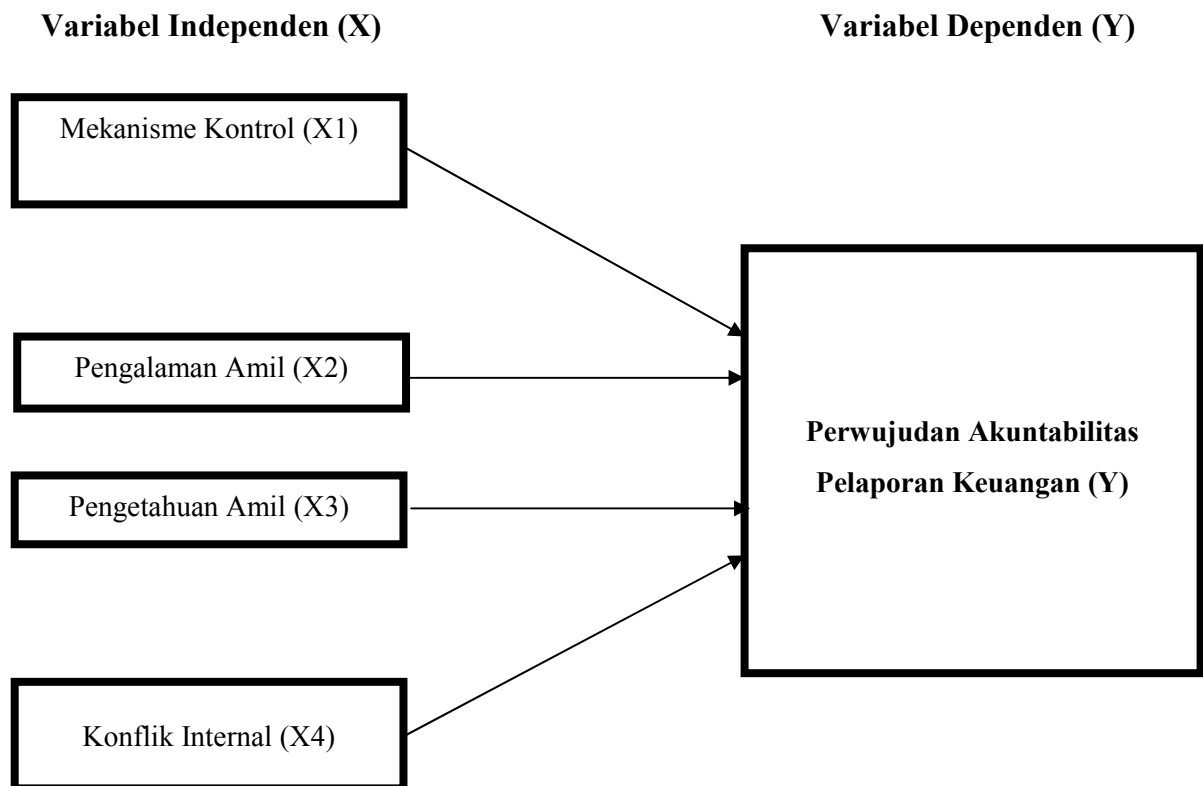 Variabel Independen (X)
Variabel Dependen (Y)
Mekanisme Kontrol (X1)
Pengalaman Amil (X2)
Pengetahuan Amil (X3)
Konflik Internal (X4)
Perwujudan Akuntabilitas
Pelaporan Keuangan (Y)